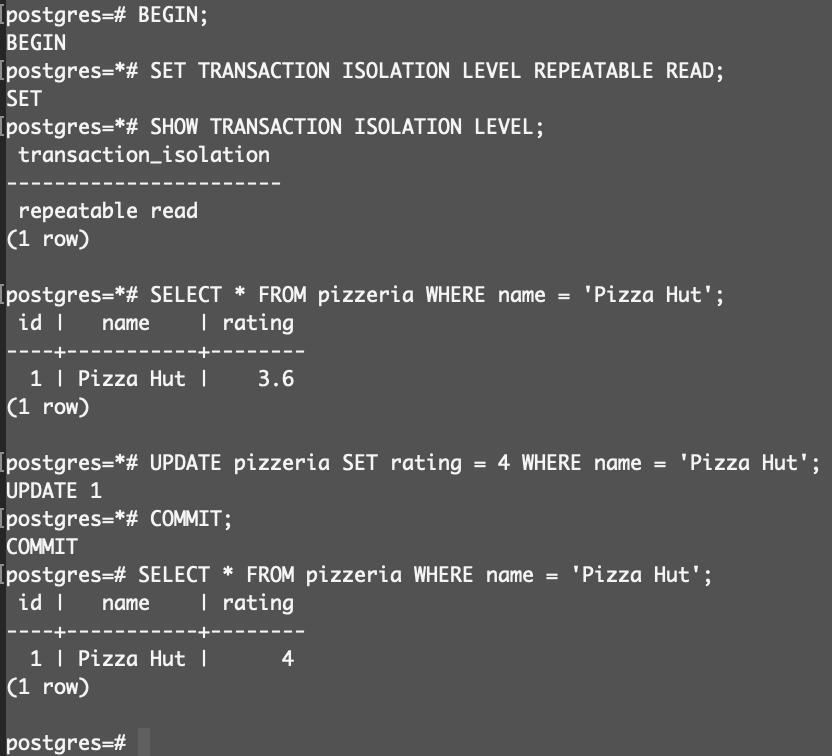 postgres=# BEGIN;
BEGIN
postgres=*# SET TRANSACTION ISOLATION LEVEL REPEATABLE READ;
SET
postgres=*# SHOW TRANSACTION ISOLATION LEVEL;
 transaction_isolation
-----------------------
 repeatable read
(1 row)

postgres=*# SELECT * FROM pizzeria WHERE name = 'Pizza Hut';
 id |   name    | rating
----+-----------+--------
  1 | Pizza Hut |    3.6
(1 row)

postgres=*# UPDATE pizzeria SET rating = 4 WHERE name = 'Pizza Hut';
UPDATE 1
postgres=*# COMMIT;
COMMIT
postgres=# SELECT * FROM pizzeria WHERE name = 'Pizza Hut';
 id |   name    | rating
----+-----------+--------
  1 | Pizza Hut |      4
(1 row)

postgres=#